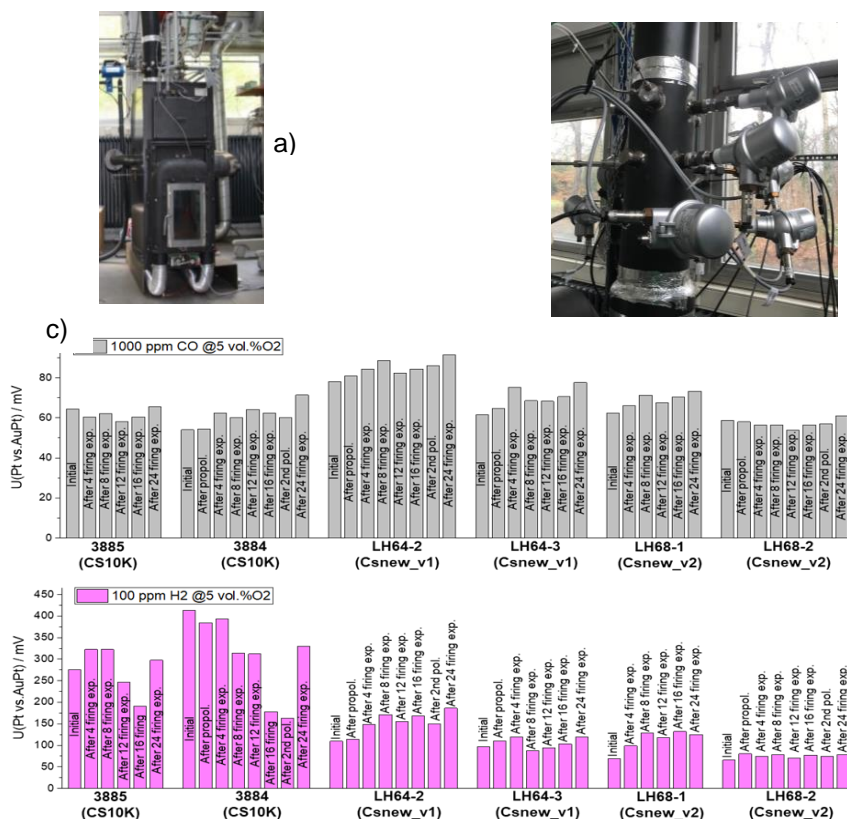 a)
c)
1000 ppm CO @5 vol.%O2
U(Pt vs.AuPt) / mV
80
60
40
20
0
Initial
After 4 firing exp.
After 8 firing exp.
After 12 firing exp.
After 16 firing exp.
After 24 firing exp.
Initial
After propol.
After 4 firing exp.
After 8 firing exp.
After 12 firing exp.
After 16 firing exp.
After 2nd pol.
After 24 firing exp.
Initial
After propol.
After 4 firing exp.
After 8 firing exp.
After 12 firing exp.
After 16 firing exp.
After 2nd pol.
After 24 firing exp.
Initial
After propol.
After 4 firing exp.
After 8 firing exp.
After 12 firing exp.
After 16 firing exp.
After 24 firing exp.
Initial
After 4 firing exp.
After 8 firing exp.
After 12 firing exp.
After 16 firing exp.
After 24 firing exp.
Initial
After propol.
After 4 firing exp.
After 8 firing exp.
After 12 firing exp.
After 16 firing exp.
After 2nd pol.
After 24 firing exp.
3885 3884 LH64-2 LH64-3 LH68-1 LH68-2
(CS10K) (CS10K) (Csnew_v1) (Csnew_v1) (Csnew_v2) (Csnew_v2)
100 ppm H2 @5 vol.%O2
U(Pt vs.AuPt) / mV
450
400
350
300
250
200
150
100
50
0
Initial
After 4 firing exp.
After 8 firing exp.
After 12 firing exp.
After 16 firing
After 24 firing exp.
Initial
After propol.
After 4 firing exp.
After 8 firing exp.
After 12 firing exp.
After 16 firing
After 2nd pol.
After 24 firing exp.
Initial
After propol.
After 4 firing exp.
After 8 firing exp.
After 12 firing exp.
After 16 firing exp.
After 2nd pol.
After 24 firing exp.
Initial
After propol.
After 4 firing exp.
After 8 firing exp.
After 12 firing exp.
After 16 firing exp.
After 24 firing exp.
Initial
After 4 firing exp.
After 8 firing exp.
After 12 firing exp.
After 16 firing exp.
After 24 firing exp.
Initial
After propol.
After 4 firing exp.
After 8 firing exp.
After 12 firing exp.
After 16 firing exp.
After 2nd pol.
After 24 firing exp.
3885 3884 LH64-2 LH64-3 LH68-1 LH68-2
(CS10K) (CS10K) (Csnew_v1) (Csnew_v1) (Csnew_v2) (Csnew_v2)